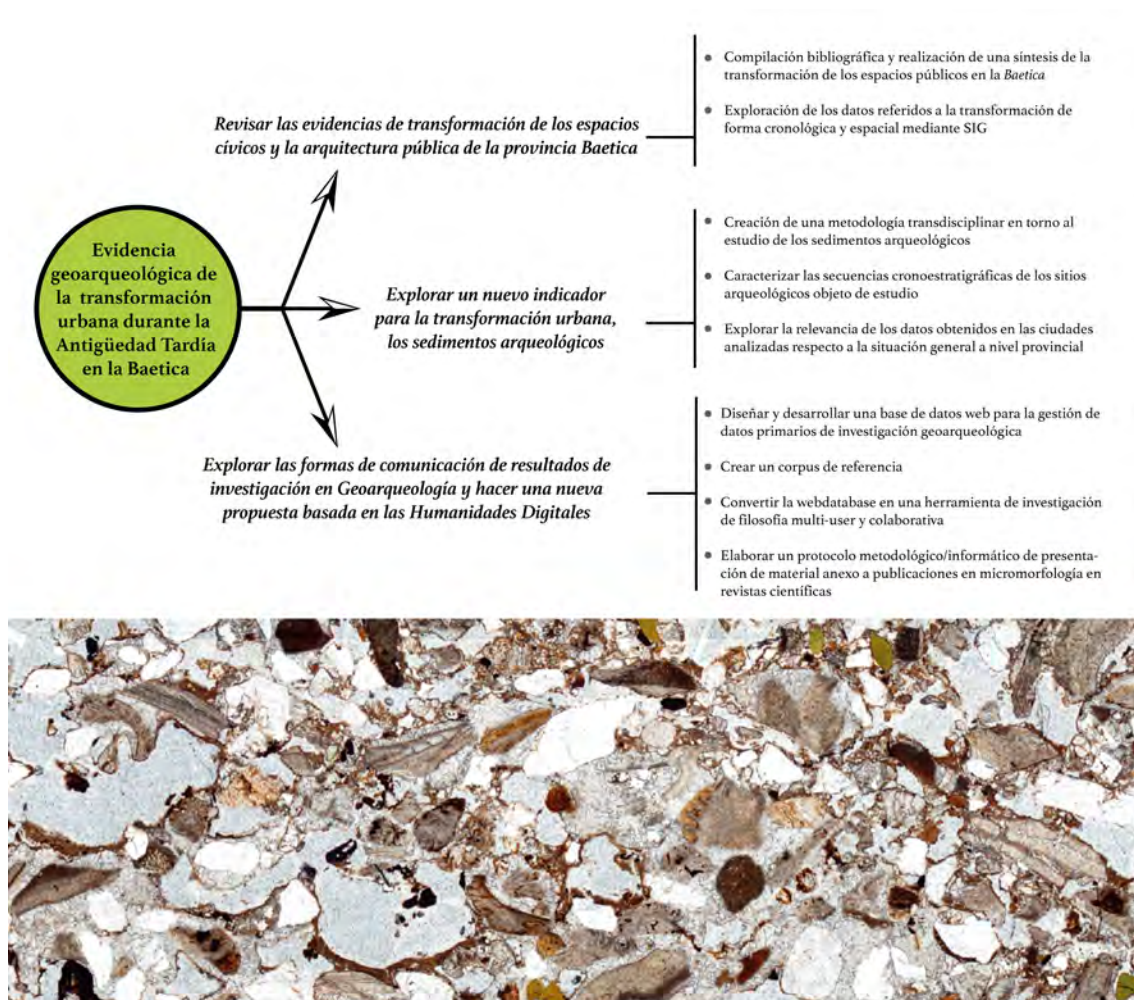 Evidencia
geoarqueológica de
la transformación
urbana durante la
Antigüedad Tardía
en la Baetica
Revisar las evidencias de transformación de los espacios
cívicos y la arquitectura pública de la provincia Baetica
Compilación bibliográfica y realización de una síntesis de la
transformación de los espacios públicos en la Baetica
Exploración de los datos referidos a la transformación de
forma cronológica y espacial mediante SIG
Explorar un nuevo indicador
para la transformación urbana,
los sedimentos arqueológicos
Creación de una metodología transdisciplinar en torno al
estudio de los sedimentos arqueológicos
Caracterizar las secuencias cronoestratigráficas de los sitios
arqueológicos objeto de estudio
Explorar la relevancia de los datos obtenidos en las ciudades
analizadas respecto a la situación general a nivel provincial
Explorar las formas de comunicación de resultados de
investigación en Geoarqueología y hacer una nueva
propuesta basada en las Humanidades Digitales
Diseñar y desarrollar una base de datos web para la gestión de
datos primarios de investigación geoarqueológica
Crear un corpus de referencia
Convertir la webdatabase en una herramienta de investigación
de filosofía multi-user y colaborativa
Elaborar un protocolo metodológico/informático de presenta-
ción de material anexo a publicaciones en micromorfología en
revistas científicas